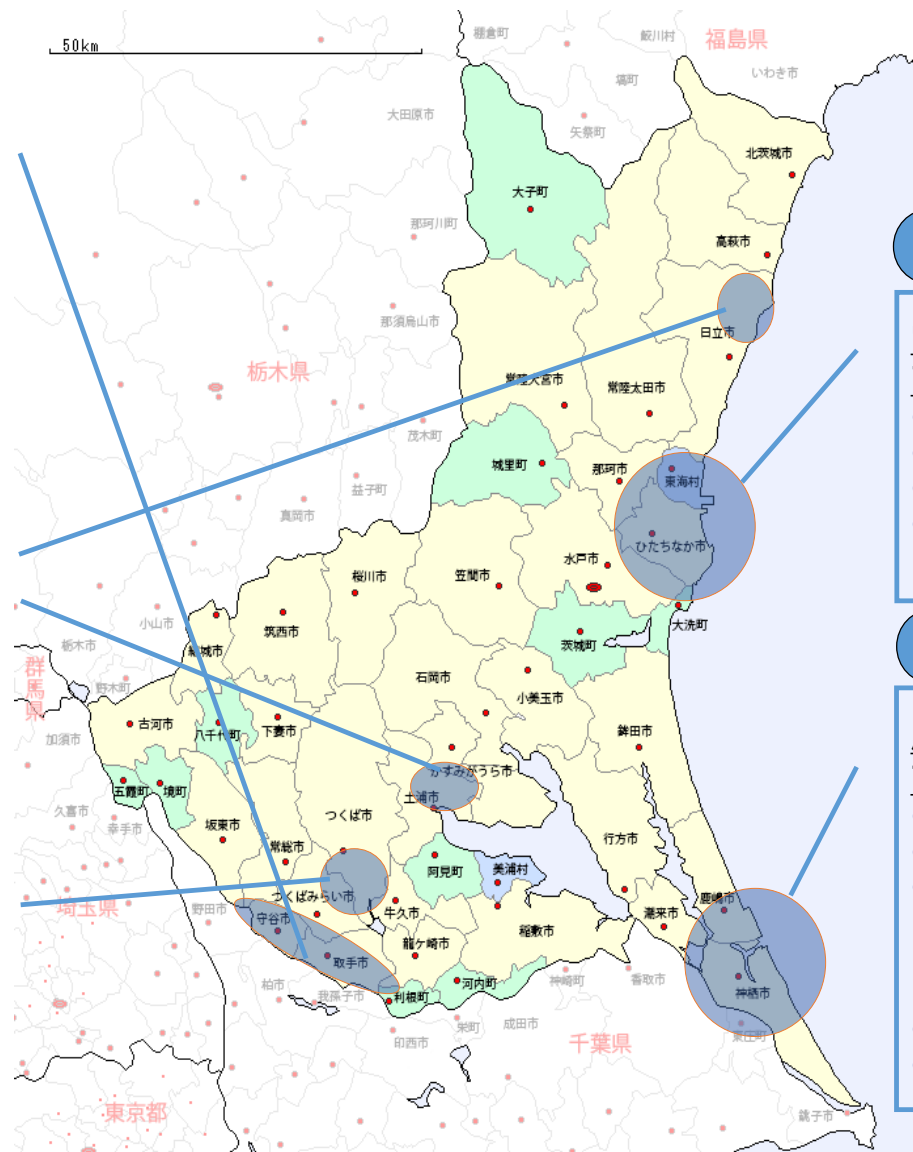 50km
棚倉町
鮫川村
福島県
塙町
いわき市
大田原市
矢祭町
北茨城市
大子町
那珂川町
高萩市
那須烏山市
日立市
栃木県
常陸大宮市
常陸太田市
茂木町
城里町
那珂市
東海村
益子町
真岡市
ひたちなか市
水戸市
桜川市
笠間市
小山市
筑西市
大洗町
栃木市
結城市
茨城町
群馬県
石岡市
野木町
小美玉市
古河市
八千代町
下妻市
鉾田市
加須市
かすみがうら市
五霞町
境町
土浦市
久喜市
つくば市
幸手市
坂東市
行方市
常総市
阿見町
美浦村
つくばみらい市
鹿嶋市
埼玉県
野田市
守谷市
牛久市
潮来市
稲敷市
龍ケ崎市
取手市
柏市
河内町
神崎町
香取市
神栖市
我孫子市
利根町
栄町
成田市
東庄町
印西市
千葉県
東京都
銚子市